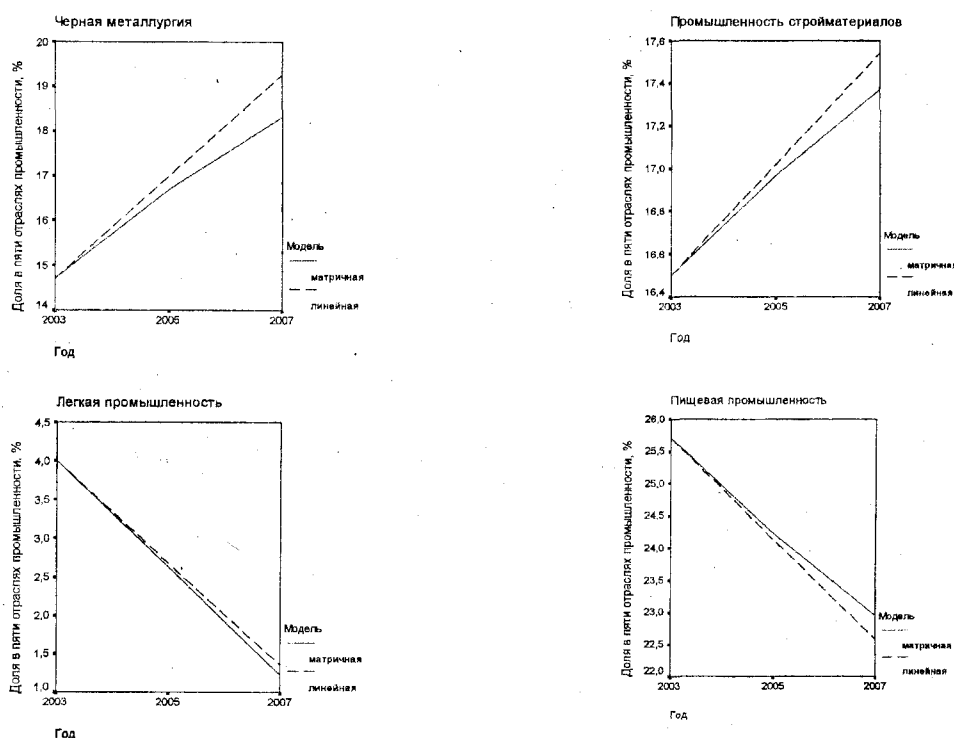 Черная металлургия
Доля в пяти отраслях промышленности, %
20
19
18
17
16
15
14
2003
2005
2007
Год
Модель
матричная
линейная
Промышленность стройматериалов
Доля в пяти отраслях промышленности, %
17,6
17,4
17,2
17,0
16,8
16,6
16,4
2003
2005
2007
Год
Модель
матричная
линейная
Легкая промышленность
Доля в пяти отраслях промышленности, %
4,5
4,0
3,5
3,0
2,5
2,0
1,5
1,0
2003
2005
2007
Год
Модель
матричная
линейная
Пищевая промышленность
Доля в пяти отраслях промышленности, %
26,0
25,5
25,0
24,5
24,0
23,5
23,0
22,5
22,0
2003
2005
2007
Год
Модель
матричная
линейная